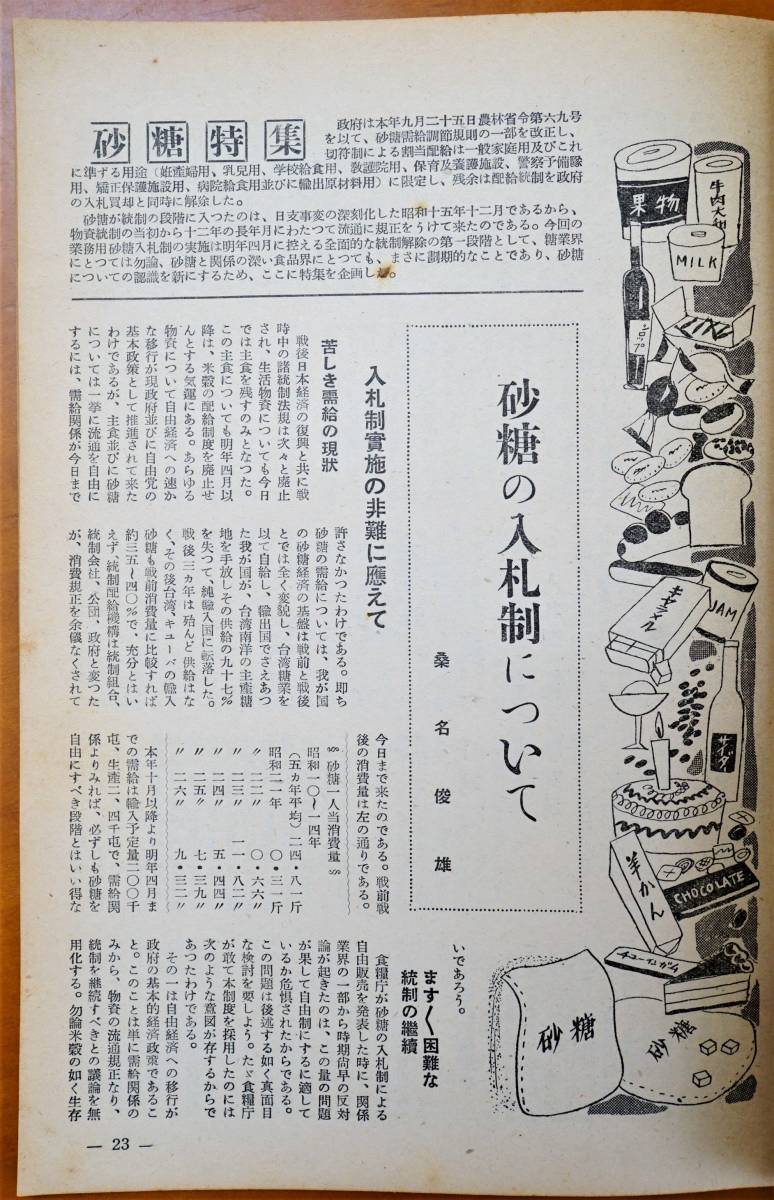 砂糖特集
政府は本年九月二十五日農林省令第六九号
を以て、砂糖需給調節規則の一部を改正し、
切符制による割当配給は一般家庭用及びこれ
に準ずる用途(姙産婦用、乳兒用、学校給食用、敎護院用、保育及養護施設、警察予備隊
用、矯正保護施設用、病院給食用並びに輸出原材料用)に限定し、残余は配給統制を政府
の入札買却と同時に解除した。
砂糖が統制の段階に入つたのは、日支事変の深刻化した昭和十五年十二月であるから、
物資統制の当初から十二年の長年月にわたつて流通に規正をうけて来たのである。今回の
業務用砂糖入札制の実施は明年四月に控える全面的な統制解除の第一段階として、糖業界
にとつては勿論、砂糖と関係の深い食品界にとつても、まさに劃期的なことであり、砂糖
についての認識を新にするため、ここに特集を企画した。
果物
牛肉大和
MILK
シロップ
キャラメル
JAM
サイダー
羊かん
CHOCOLATE
チューインガム
砂糖
砂糖
砂糖の入札制について
桑名俊雄
入札制實施の非難に應えて
苦しき需給の現狀
戦後日本経済の復興と共に戦
時中の諸統制法規は次々と廃止
され、生活物資についても今日
では主食を残すのみとなつた。
この主食についても明年四月以
降は、米穀の配給制度を廃止せ
んとする気運にある。あらゆる
物資について自由経済への速か
な移行が現政府並びに自由党の
基本政策として推進されて来た
わけであるが、主食並びに砂糖
については一挙に流通を自由に
するには、需給関係が今日まで
許さなかつたわけである。即ち
砂糖の需給については、我が国
の砂糖経済の基盤は戦前と戦後
とでは全く変貌し、台湾糖業を
以て自給し、輸出国でさえあつ
た我が国が、台湾南洋の主産糖
地を手放しその供給の九十七%
を失つて、純輸入国に転落した。
戦後三カ年は殆んど供給はな
く、その後台湾、キューバの輸入
砂糖も戦前消費量に比較すれば
約三五~四〇%で、充分とはい
えず、統制配給機構は統制組合、
統制会社、公団、政府と変つた
が、消費規正を余儀なくされて
今日まで来たのである。戦前戦
後の消費量は左の通りである。
§ 砂糖一人当消費量 §
昭和一〇~一四年
(五カ年平均)二四・八一斤
昭和二一年 〇・三一斤
〃 二二〃 〇・六六〃
〃 二三〃 一一・八二〃
〃 二四〃 五・四四〃
〃 二五〃 七・三九〃
〃 二六〃 九・三二〃
本年十月以降より明年四月ま
での需給は輸入予定量二〇〇千
屯、生産二、四千屯で、需給関
係よりみれば、必ずしも砂糖を
自由にすべき段階とはいい得な
いであろう。
ます〱困難な
統制の継續
食糧庁が砂糖の入札制による
自由販売を発表した時に、関係
業界の一部から時期尙早の反対
論が起きたのは、この量の問題
が果して自由制にするに適して
いるか危惧されたからである。
この問題は後述する如く真面目
な検討を要しよう。たゞ食糧庁
が敢て本制度を採用したのには
次のような意図が存するからで
あつたわけである。
その一は自由経済への移行が
政府の基本的経済政策であるこ
と。このことは単に需給関係の
みから、物資の流通規正なり、
統制を継続すべきとの議論を無
用化する。勿論米穀の如く生存
— 23 —